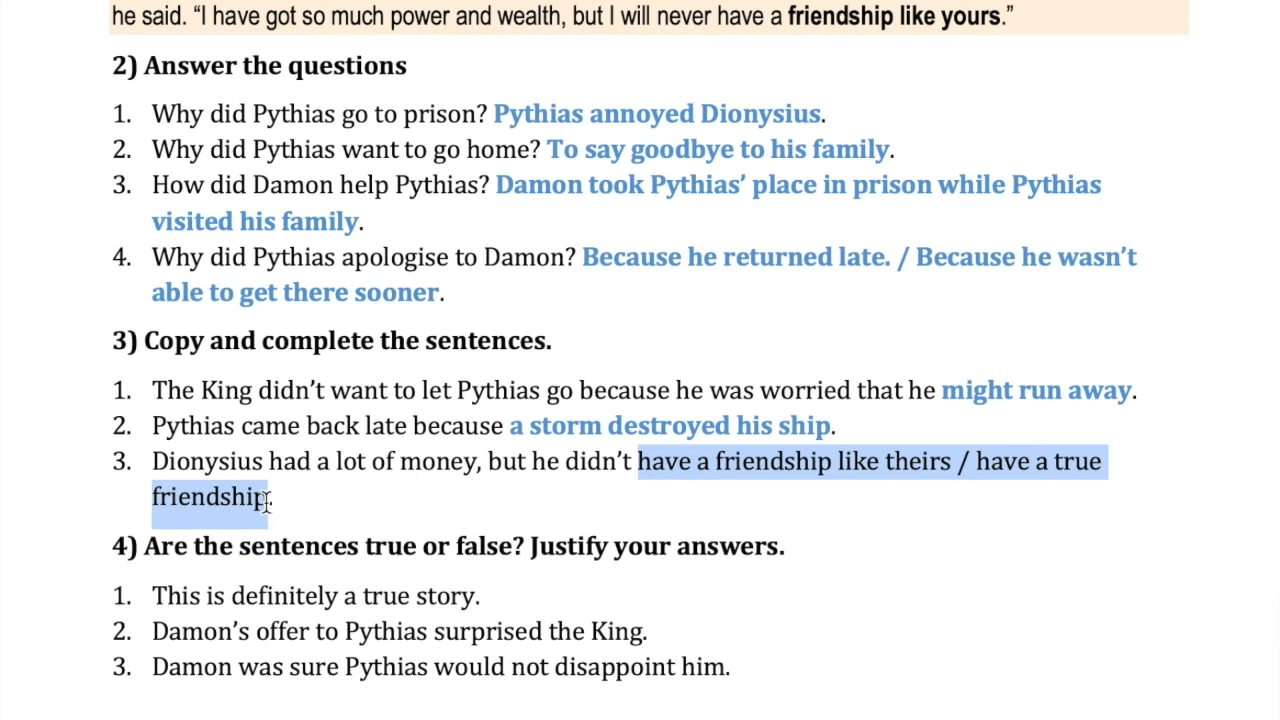 he said. “I have got so much power and wealth, but I will never have a friendship like yours.”
2) Answer the questions
1. Why did Pythias go to prison? Pythias annoyed Dionysius.
2. Why did Pythias want to go home? To say goodbye to his family.
3. How did Damon help Pythias? Damon took Pythias’ place in prison while Pythias
visited his family.
4. Why did Pythias apologise to Damon? Because he returned late. / Because he wasn’t
able to get there sooner.
3) Copy and complete the sentences.
1. The King didn’t want to let Pythias go because he was worried that he might run away.
2. Pythias came back late because a storm destroyed his ship.
3. Dionysius had a lot of money, but he didn’t have a friendship like theirs / have a true
friendship.
4) Are the sentences true or false? Justify your answers.
1. This is definitely a true story.
2. Damon’s offer to Pythias surprised the King.
3. Damon was sure Pythias would not disappoint him.